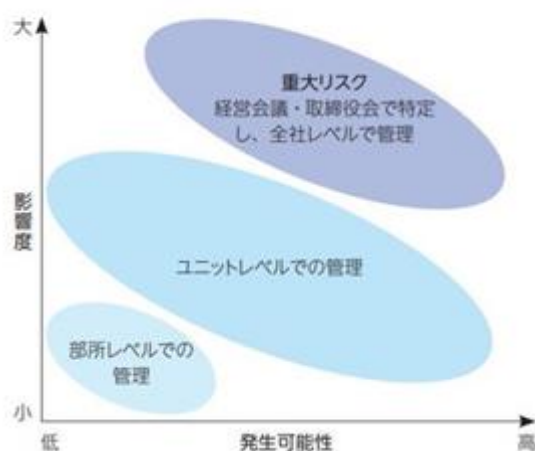 大
重大リスク
経営会議・取締役会で特定
し、全社レベルで管理
影響度
ユニットレベルでの管理
部所レベルでの
管理
小
低
発生可能性
高